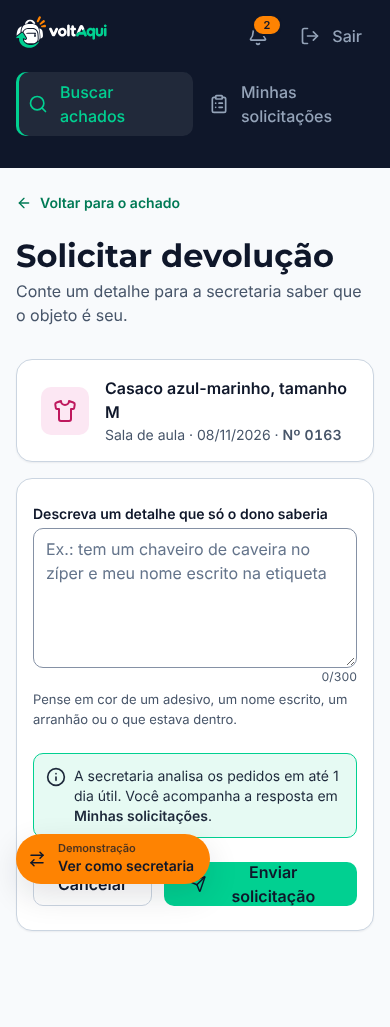 voltAqui
2
Sair
Buscar
achados
Minhas
solicitações
Voltar para o achado
Solicitar devolução
Conte um detalhe para a secretaria saber que
o objeto é seu.
Casaco azul-marinho, tamanho
M
Sala de aula · 08/11/2026 · Nº 0163
Descreva um detalhe que só o dono saberia
Ex.: tem um chaveiro de caveira no
zíper e meu nome escrito na etiqueta
0/300
Pense em cor de um adesivo, um nome escrito, um
arranhão ou o que estava dentro.
A secretaria analisa os pedidos em até 1
dia útil. Você acompanha a resposta em
Minhas solicitações.
Demonstração
Ver como secretaria
Cancelar
Enviar
solicitação